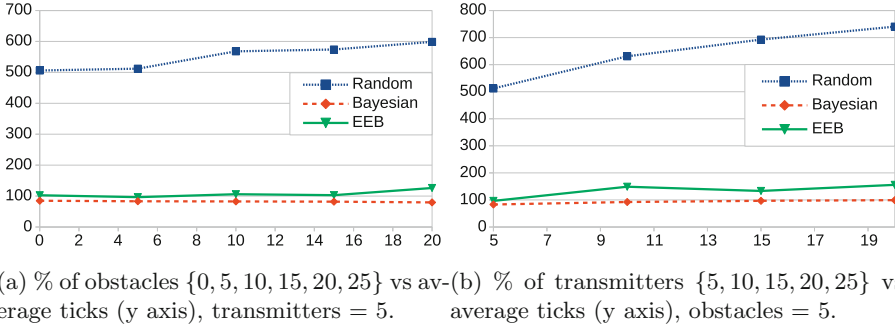 700
600
500
400
300
200
100
0
0 2 4 6 8 10 12 14 16 18 20
Random
Bayesian
EEB
800
700
600
500
400
300
200
100
0
5 7 9 11 13 15 17 19
Random
Bayesian
EEB
(a) % of obstacles {0, 5, 10, 15, 20, 25} vs av-
erage ticks (y axis), transmitters = 5.
(b) % of transmitters {5, 10, 15, 20, 25} v
average ticks (y axis), obstacles = 5.